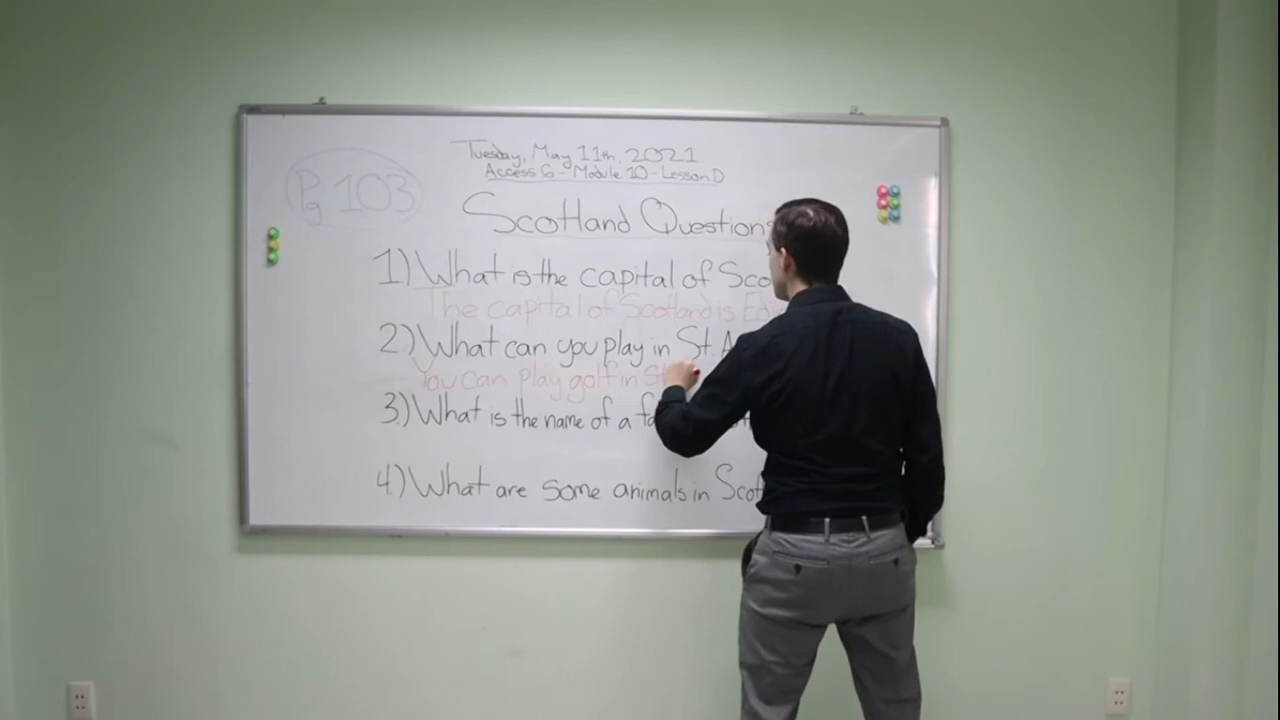 Tuesday, May 11th, 2021
Access 6 - Module 10 - Lesson D
Pg 103
Scotland Question
1) What is the capital of Sco
The capital of Scotland is Ed
2) What can you play in St. A
You can play golf in St
3.) What is the name of a fa
4.) What are some animals in Scot